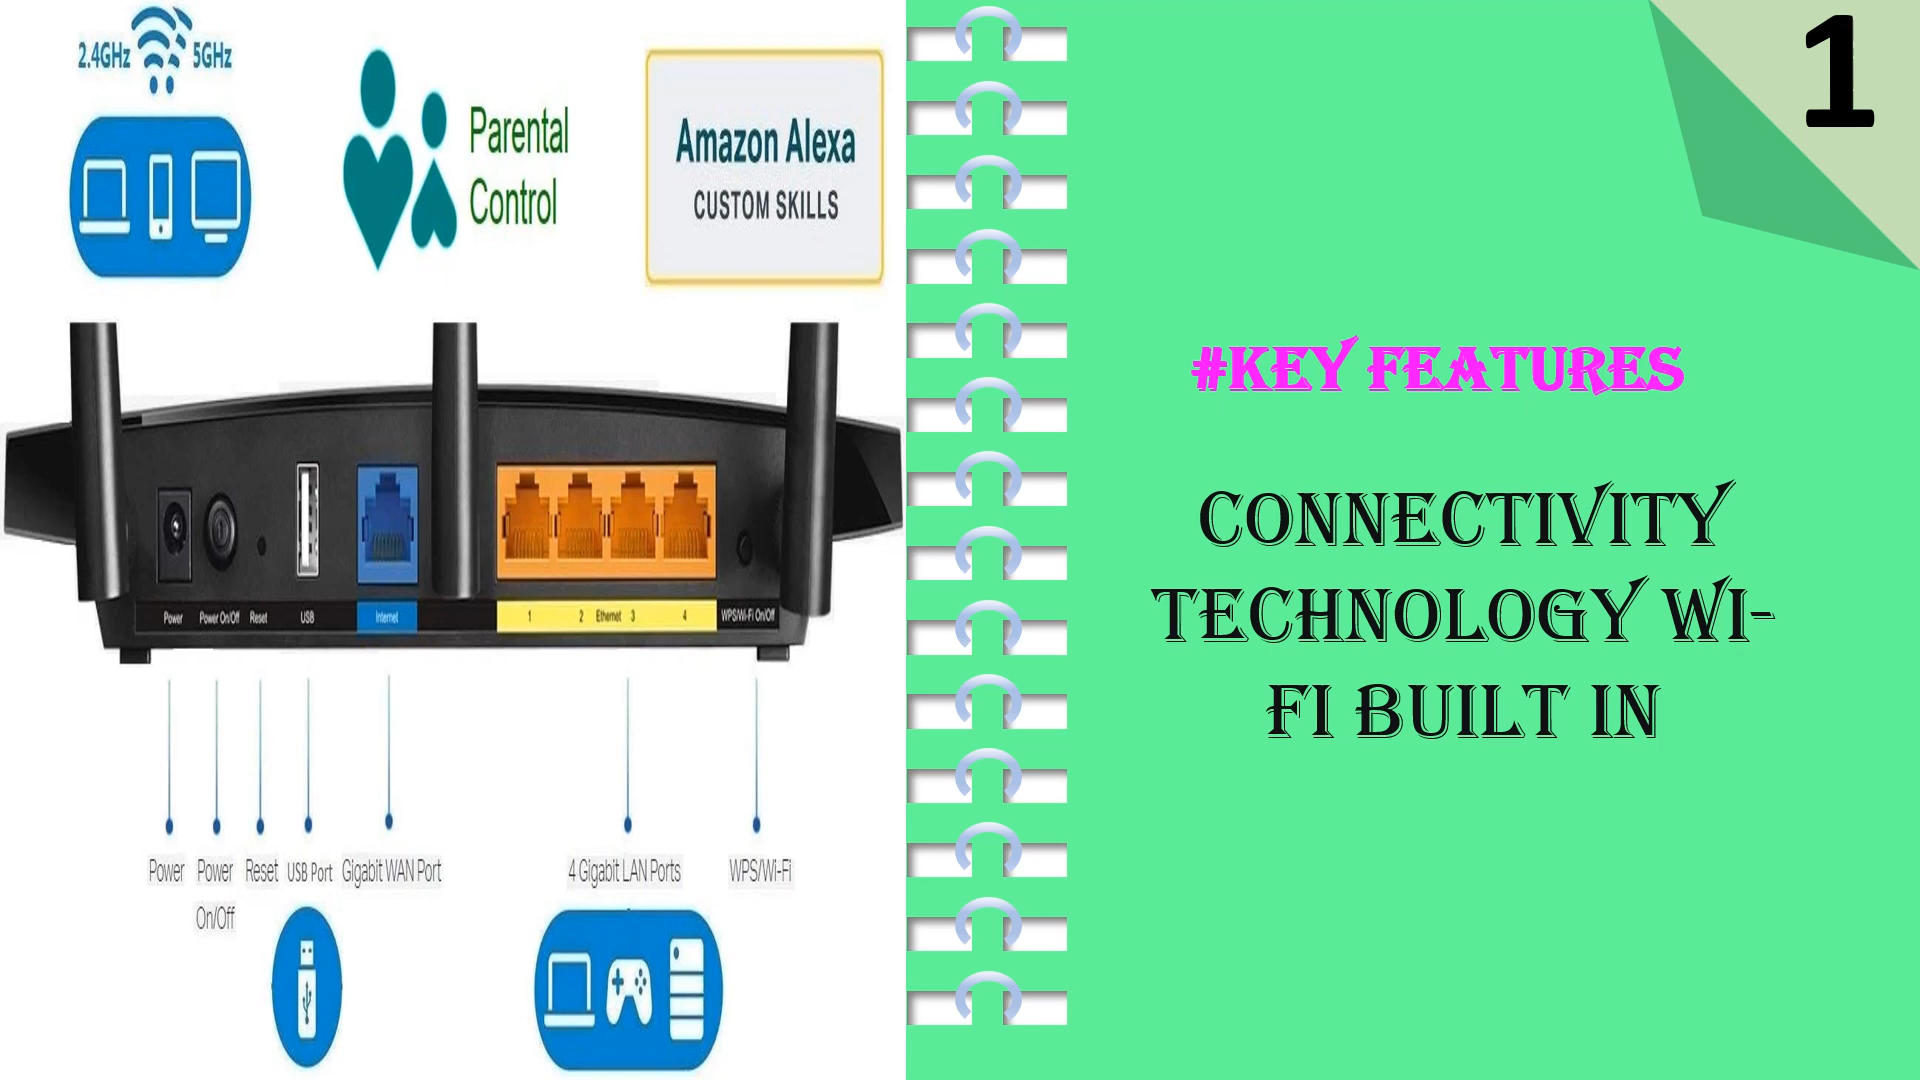 2.4GHz 5GHz
Parental
Control
Amazon Alexa
CUSTOM SKILLS
Power Power On/Off Reset USB Internet 1 2 Ethernet 3 4 WPS/Wi-Fi On/Off
Power Power On/Off Reset USB Port Gigabit WAN Port 4 Gigabit LAN Ports WPS/Wi-Fi
1
#KEY FEATURES
CONNECTIVITY
TECHNOLOGY WI-
FI BUILT IN